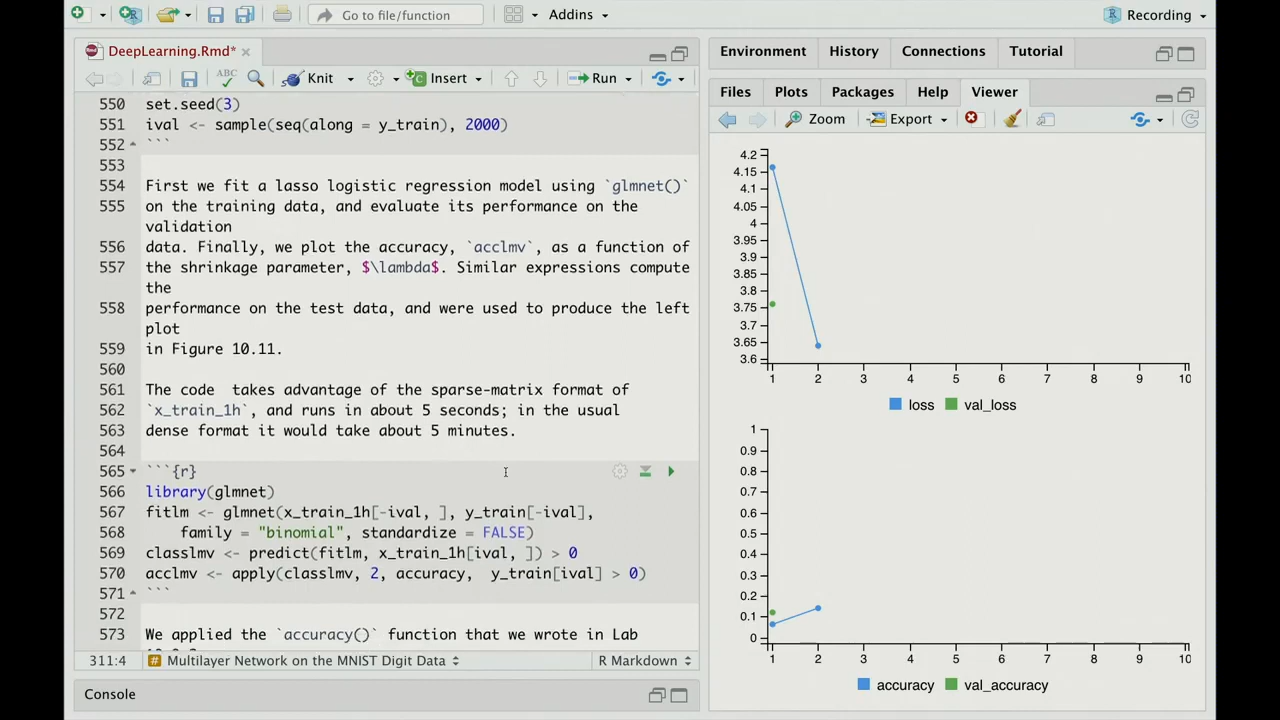 Go to file/function
Addins
Recording
DeepLearning.Rmd*
ABC
Knit
Insert
Run
550 set.seed(3)
551 ival <- sample(seq(along = y_train), 2000)
552 ```
553
554 First we fit a lasso logistic regression model using `glmnet()`
555 on the training data, and evaluate its performance on the
validation
556 data. Finally, we plot the accuracy, `acclmv`, as a function of
557 the shrinkage parameter, $\lambda$. Similar expressions compute
the
558 performance on the test data, and were used to produce the left
plot
559 in Figure 10.11.
560
561 The code  takes advantage of the sparse-matrix format of
562 `x_train_1h`, and runs in about 5 seconds; in the usual
563 dense format it would take about 5 minutes.
564
565 ```{r}
566 library(glmnet)
567 fitlm <- glmnet(x_train_1h[-ival, ], y_train[-ival],
568     family = "binomial", standardize = FALSE)
569 classlmv <- predict(fitlm, x_train_1h[ival, ]) > 0
570 acclmv <- apply(classlmv, 2, accuracy,  y_train[ival] > 0)
571 ```
572
573 We applied the `accuracy()` function that we wrote in Lab
311:4 # Multilayer Network on the MNIST Digit Data
R Markdown
Console
Environment History Connections Tutorial
Files Plots Packages Help Viewer
Zoom Export
4.2
4.15
4.1
4.05
4
3.95
3.9
3.85
3.8
3.75
3.7
3.65
3.6
1 2 3 4 5 6 7 8 9 10
loss val_loss
1
0.9
0.8
0.7
0.6
0.5
0.4
0.3
0.2
0.1
0
1 2 3 4 5 6 7 8 9 10
accuracy val_accuracy